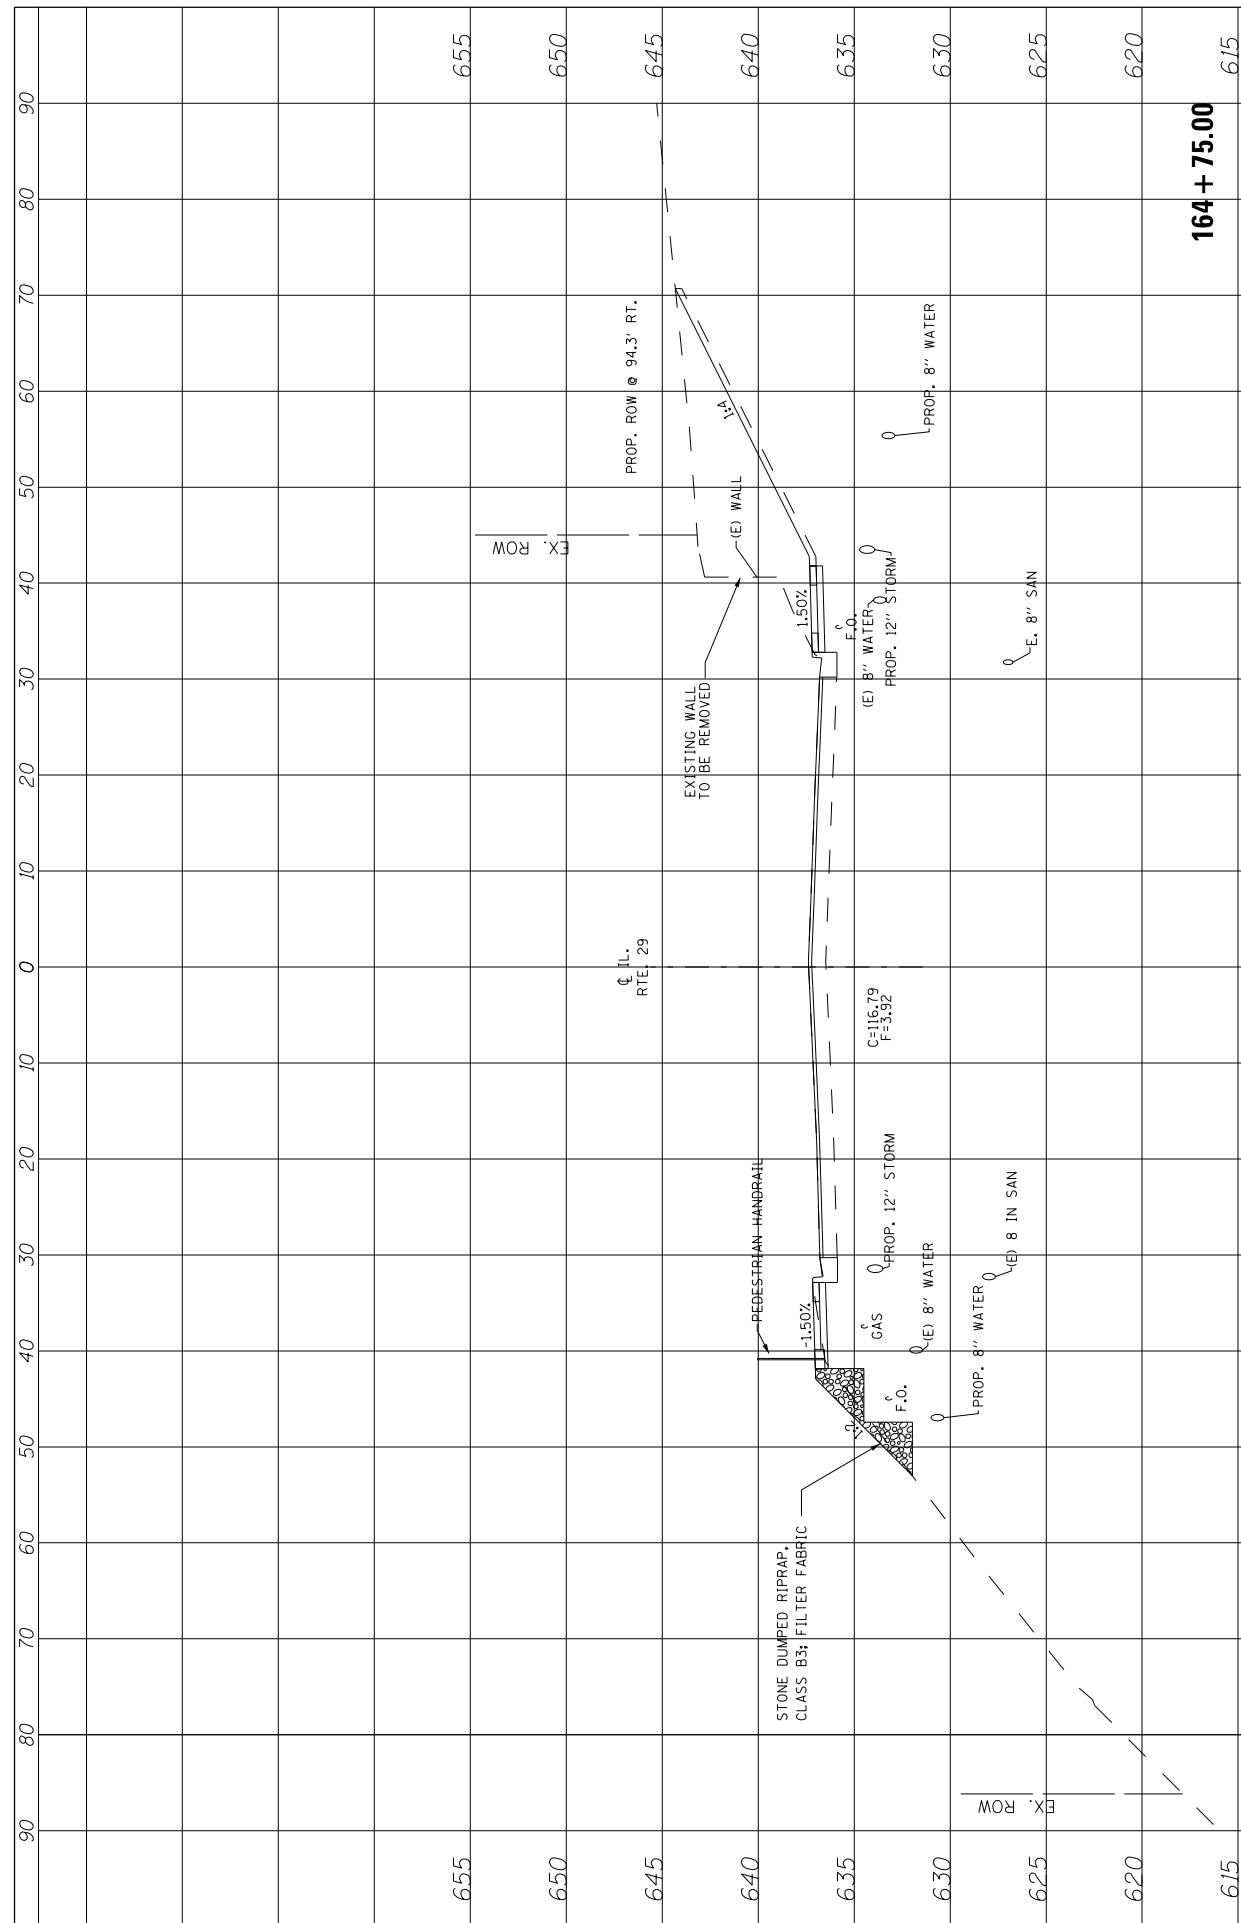 90 80 70 60 50 40 30 20 10 0 10 20 30 40 50 60 70 80 90
655 655
650 650
645 645
640 640
635 635
630 630
625 625
620 620
615 615
℄ IL.
RTE. 29
PROP. ROW @ 94.3' RT.
EX. ROW
EX. ROW
EXISTING WALL
TO BE REMOVED
(E) WALL
1:4
1.50%
-1.50%
PEDESTRIAN HANDRAIL
STONE DUMPED RIPRAP,
CLASS B3; FILTER FABRIC
1:2
GAS
F.O.
PROP. 12'' STORM
(E) 8'' WATER
PROP. 8'' WATER
(E) 8 IN SAN
C=116.79
F=3.92
F.O.
(E) 8'' WATER
PROP. 12'' STORM
E. 8'' SAN
PROP. 8'' WATER
164+75.00